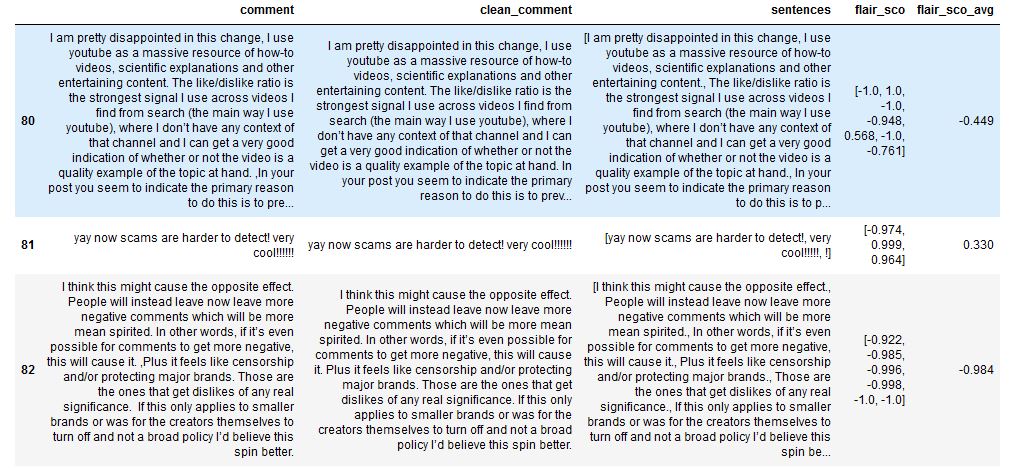 comment clean_comment sentences flair_sco flair_sco_avg
80
I am pretty disappointed in this change, I use
youtube as a massive resource of how-to
videos, scientific explanations and other
entertaining content. The like/dislike ratio is
the strongest signal I use across videos I
find from search (the main way I use
youtube), where I don’t have any context of
that channel and I can get a very good
indication of whether or not the video is a
quality example of the topic at hand. ,In your
post you seem to indicate the primary reason
to do this is to pre...
I am pretty disappointed in this change, I use
youtube as a massive resource of how-to
videos, scientific explanations and other
entertaining content. The like/dislike ratio is the
strongest signal I use across videos I find from
search (the main way I use youtube), where I
don’t have any context of that channel and I can
get a very good indication of whether or not the
video is a quality example of the topic at hand. In
your post you seem to indicate the primary
reason to do this is to prev...
[I am pretty disappointed in this change, I use
youtube as a massive resource of how-to
videos, scientific explanations and other
entertaining content., The like/dislike ratio is
the strongest signal I use across videos I
find from search (the main way I use
youtube), where I don’t have any context of
that channel and I can get a very good
indication of whether or not the video is a
quality example of the topic at hand., In your
post you seem to indicate the primary reason
to do this is to p...
[-1.0, 1.0,
-1.0,
-0.948,
0.568, -1.0,
-0.761]
-0.449
81
yay now scams are harder to detect! very
cool!!!!!!
yay now scams are harder to detect! very cool!!!!!!
[yay now scams are harder to detect!, very
cool!!!!!, !]
[-0.974,
0.999,
0.964]
0.330
82
I think this might cause the opposite effect.
People will instead leave now leave more
negative comments which will be more
mean spirited. In other words, if it’s even
possible for comments to get more negative,
this will cause it. ,Plus it feels like censorship
and/or protecting major brands. Those are
the ones that get dislikes of any real
significance.  If this only applies to smaller
brands or was for the creators themselves to
turn off and not a broad policy I’d believe this
spin better.
I think this might cause the opposite effect.
People will instead leave now leave more
negative comments which will be more mean
spirited. In other words, if it’s even possible for
comments to get more negative, this will cause
it. Plus it feels like censorship and/or protecting
major brands. Those are the ones that get
dislikes of any real significance. If this only
applies to smaller brands or was for the creators
themselves to turn off and not a broad
policy I’d believe this spin better.
[I think this might cause the opposite effect.,
People will instead leave now leave more
negative comments which will be more
mean spirited., In other words, if it’s even
possible for comments to get more negative,
this will cause it., Plus it feels like censorship
and/or protecting major brands., Those are
the ones that get dislikes of any real
significance., If this only applies to smaller
brands or was for the creators themselves to
turn off and not a broad policy I’d believe this
spin be...
[-0.922,
-0.985,
-0.996,
-0.998,
-1.0, -1.0]
-0.984